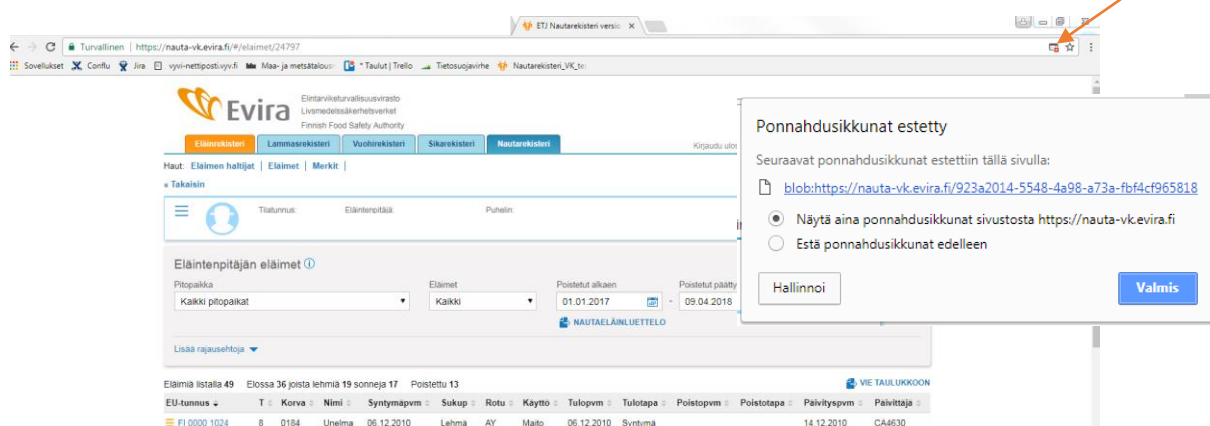 ETJ Nautarekisteri versio
Turvallinen | https://nauta-vk.evira.fi/#/elaimet/24797
Sovellukset Conflu Jira vyvi-nettiposti.vyv.fi Maa- ja metsätalous * Taulut | Trello Tietosuojavirhe Nautarekisteri_VK_te
Evira
Elintarviketurvallisuusvirasto
Livsmedelssäkerhetsverket
Finnish Food Safety Authority
Eläinrekisteri Lammasrekisteri Vuohirekisteri Sikarekisteri Nautarekisteri
Kirjaudu ulos
Haut: Eläimen haltijat | Eläimet | Merkit |
« Takaisin
Tilatunnus: Eläintenpitäjä: Puhelin:
Ponnahdusikkunat estetty
Seuraavat ponnahdusikkunat estettiin tällä sivulla:
blob:https://nauta-vk.evira.fi/923a2014-5548-4a98-a73a-fbf4cf965818
Näytä aina ponnahdusikkunat sivustosta https://nauta-vk.evira.fi
Estä ponnahdusikkunat edelleen
Hallinnoi Valmis
Eläintenpitäjän eläimet
Pitopaikka Eläimet Poistetut alkaen Poistetut päätty
Kaikki pitopaikat Kaikki 01.01.2017 - 09.04.2018
NAUTAELÄINLUETTELO
Lisää rajausehtoja
Eläimiä listalla 49 Elossa 36 joista lehmiä 19 sonneja 17 Poistettu 13
VIE TAULUKKOON
EU-tunnus T Korva Nimi Syntymäpvm Sukup Rotu Käyttö Tulopvm Tulotapa Poistopvm Poistotapa Päivityspvm Päivittäjä
FI 0000 1024 8 0184 Unelma 06.12.2010 Lehmä AY Maito 06.12.2010 Syntymä 14.12.2010 CA4630